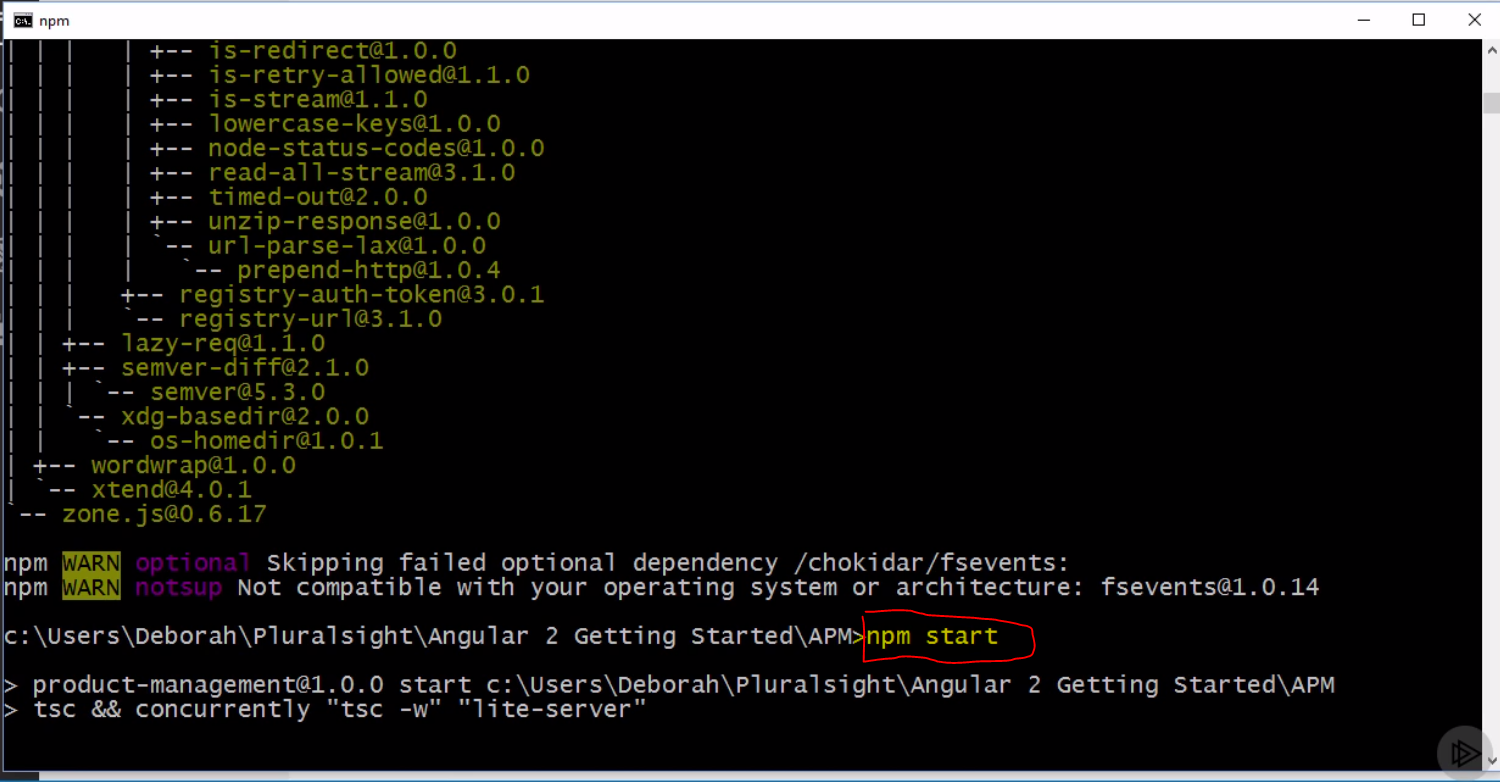 npm
| | | | +-- is-redirect@1.0.0
| | | | +-- is-retry-allowed@1.1.0
| | | | +-- is-stream@1.1.0
| | | | +-- lowercase-keys@1.0.0
| | | | +-- node-status-codes@1.0.0
| | | | +-- read-all-stream@3.1.0
| | | | +-- timed-out@2.0.0
| | | | +-- unzip-response@1.0.0
| | | | `-- url-parse-lax@1.0.0
| | | |   `-- prepend-http@1.0.4
| | | +-- registry-auth-token@3.0.1
| | | `-- registry-url@3.1.0
| | +-- lazy-req@1.1.0
| | +-- semver-diff@2.1.0
| | | `-- semver@5.3.0
| | `-- xdg-basedir@2.0.0
| |   `-- os-homedir@1.0.1
| +-- wordwrap@1.0.0
| `-- xtend@4.0.1
`-- zone.js@0.6.17
npm WARN optional Skipping failed optional dependency /chokidar/fsevents:
npm WARN notsup Not compatible with your operating system or architecture: fsevents@1.0.14
c:\Users\Deborah\Pluralsight\Angular 2 Getting Started\APM>npm start
> product-management@1.0.0 start c:\Users\Deborah\Pluralsight\Angular 2 Getting Started\APM
> tsc && concurrently "tsc -w" "lite-server"